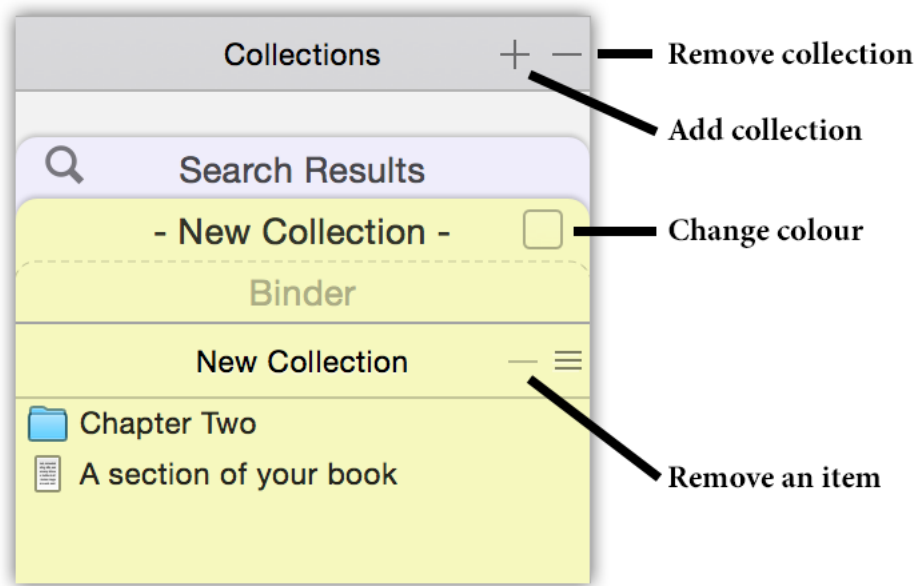 Collections
Remove collection
Add collection
Search Results
- New Collection -
Change colour
Binder
New Collection
Chapter Two
A section of your book
Remove an item